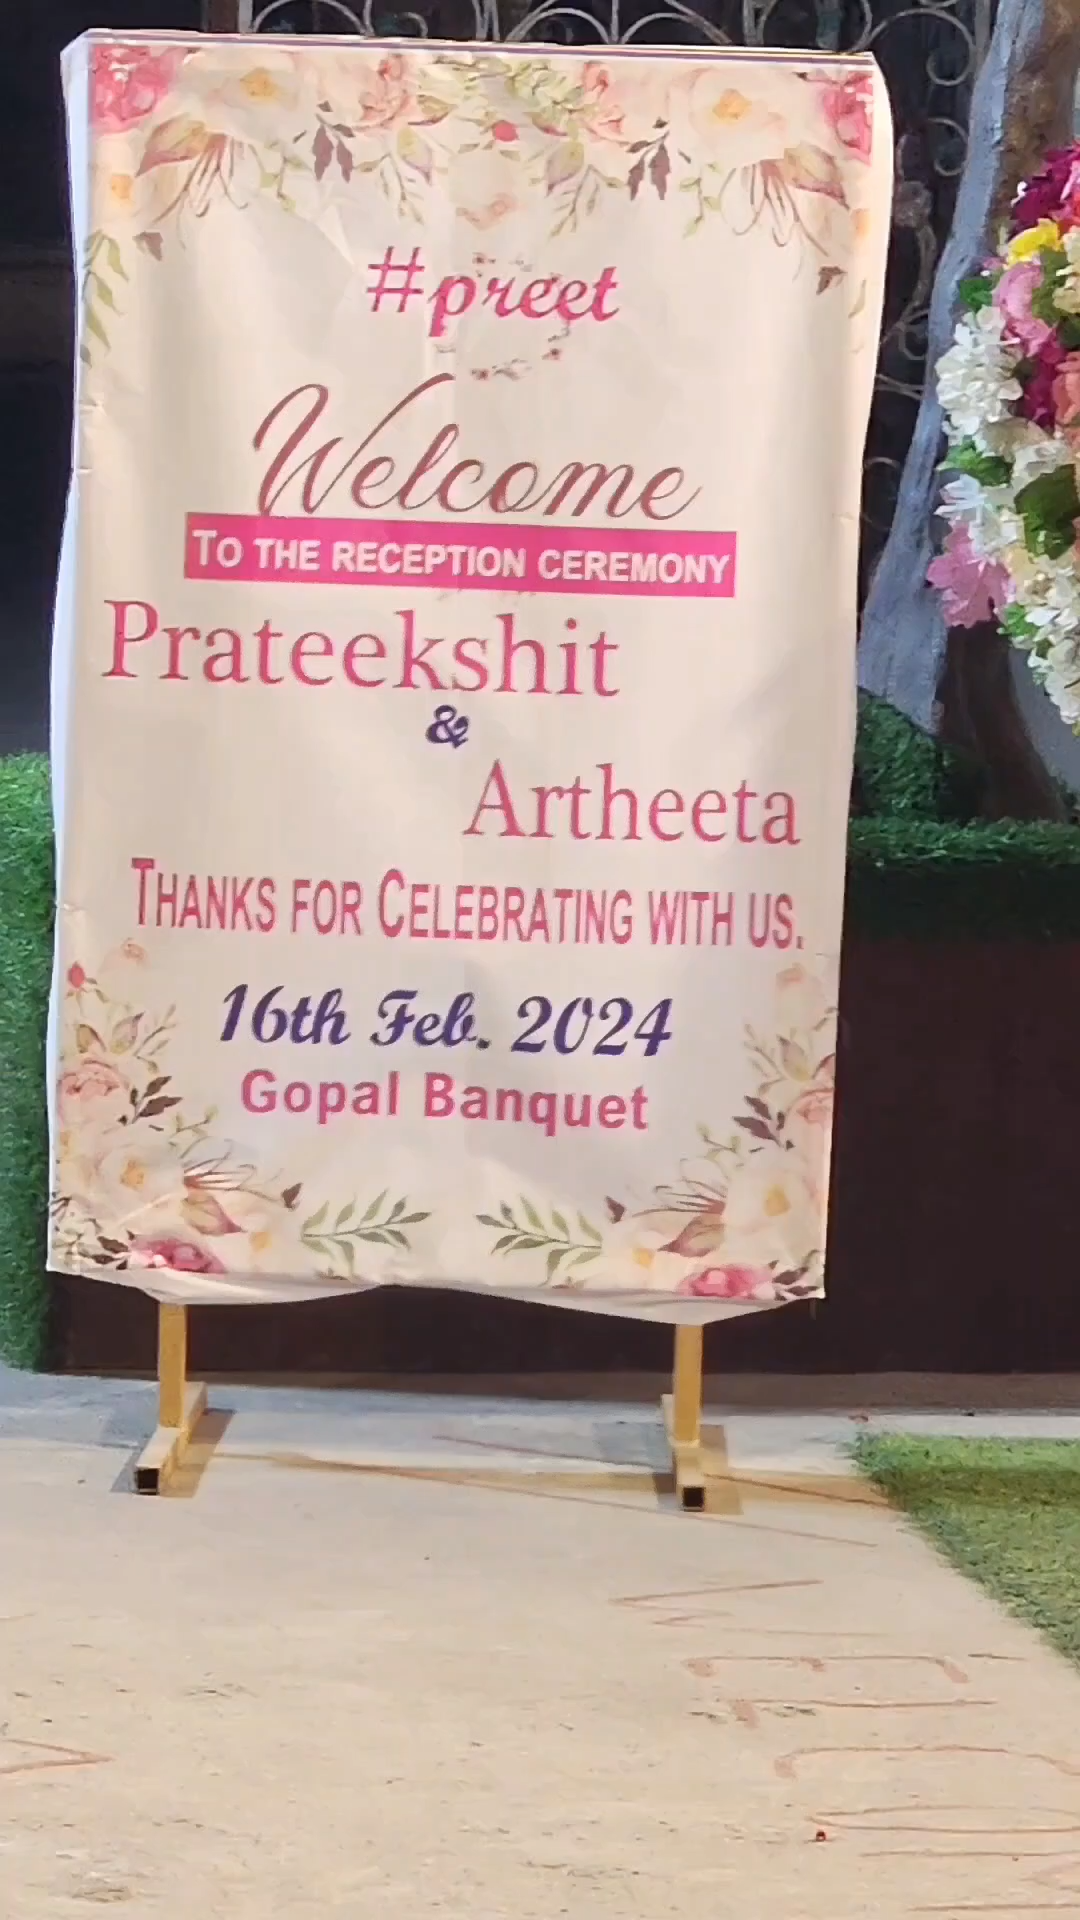 #preet
Welcome
TO THE RECEPTION CEREMONY
Prateekshit
&
Artheeta
THANKS FOR CELEBRATING WITH US.
16th Feb. 2024
Gopal Banquet